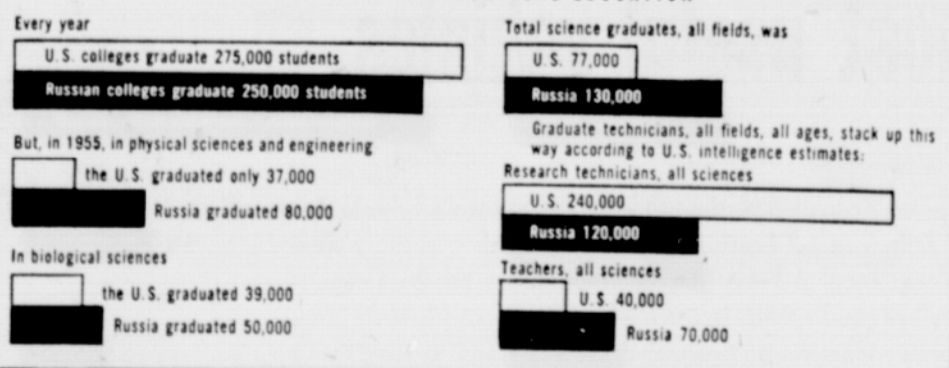 Every year
U.S. colleges graduate 275,000 students
Russian colleges graduate 250,000 students
But, in 1955, in physical sciences and engineering
the U.S. graduated only 37,000
Russia graduated 80,000
In biological sciences
the U.S. graduated 39,000
Russia graduated 50,000
Total science graduates, all fields, was
U.S. 77,000
Russia 130,000
Graduate technicians, all fields, all ages, stack up this
way according to U.S. intelligence estimates:
Research technicians, all sciences
U.S. 240,000
Russia 120,000
Teachers, all sciences
U.S. 40,000
Russia 70,000